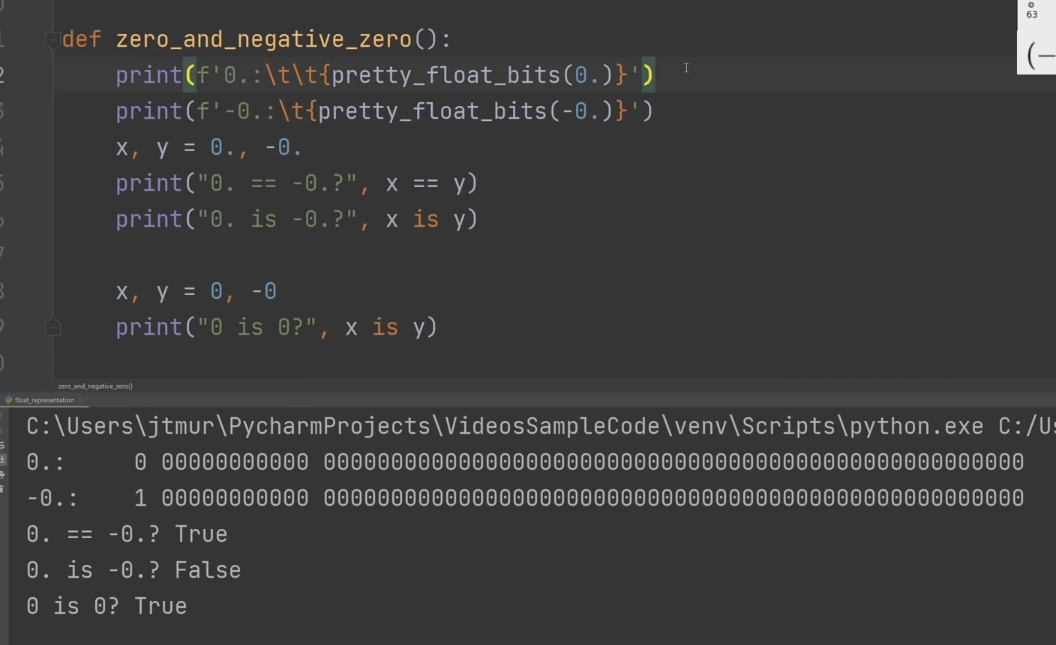 63
(−
def zero_and_negative_zero():
    print(f'0.:\t\t{pretty_float_bits(0.)}')
    print(f'-0.:\t{pretty_float_bits(-0.)}')
    x, y = 0., -0.
    print("0. == -0.?", x == y)
    print("0. is -0.?", x is y)
    x, y = 0, -0
    print("0 is 0?", x is y)
zero_and_negative_zero()
float_representation
C:\Users\jtmur\PycharmProjects\VideosSampleCode\venv\Scripts\python.exe C:/Us
0.:     0 00000000000 0000000000000000000000000000000000000000000000000000
-0.:    1 00000000000 0000000000000000000000000000000000000000000000000000
0. == -0.? True
0. is -0.? False
0 is 0? True